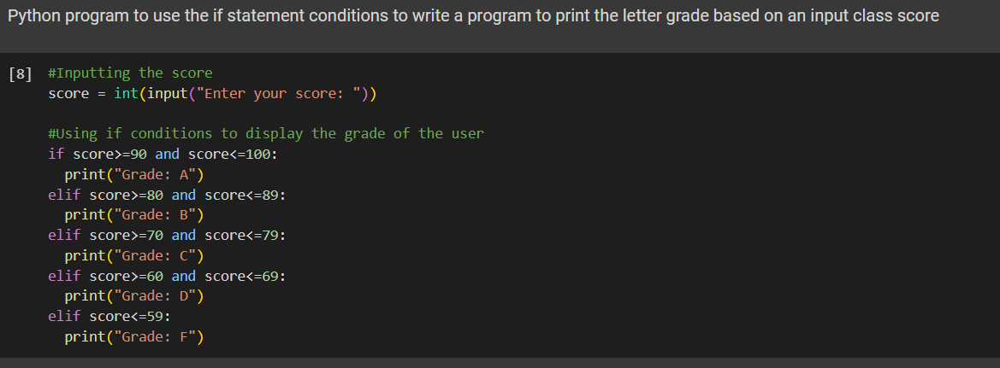 Python program to use the if statement conditions to write a program to print the letter grade based on an input class score
[8] #Inputting the score
score = int(input("Enter your score: "))
#Using if conditions to display the grade of the user
if score>=90 and score<=100:
print("Grade: A")
elif score>=80 and score<=89:
print("Grade: B")
elif score>=70 and score<=79:
print("Grade: C")
elif score>=60 and score<=69:
print("Grade: D")
elif score<=59:
print("Grade: F")